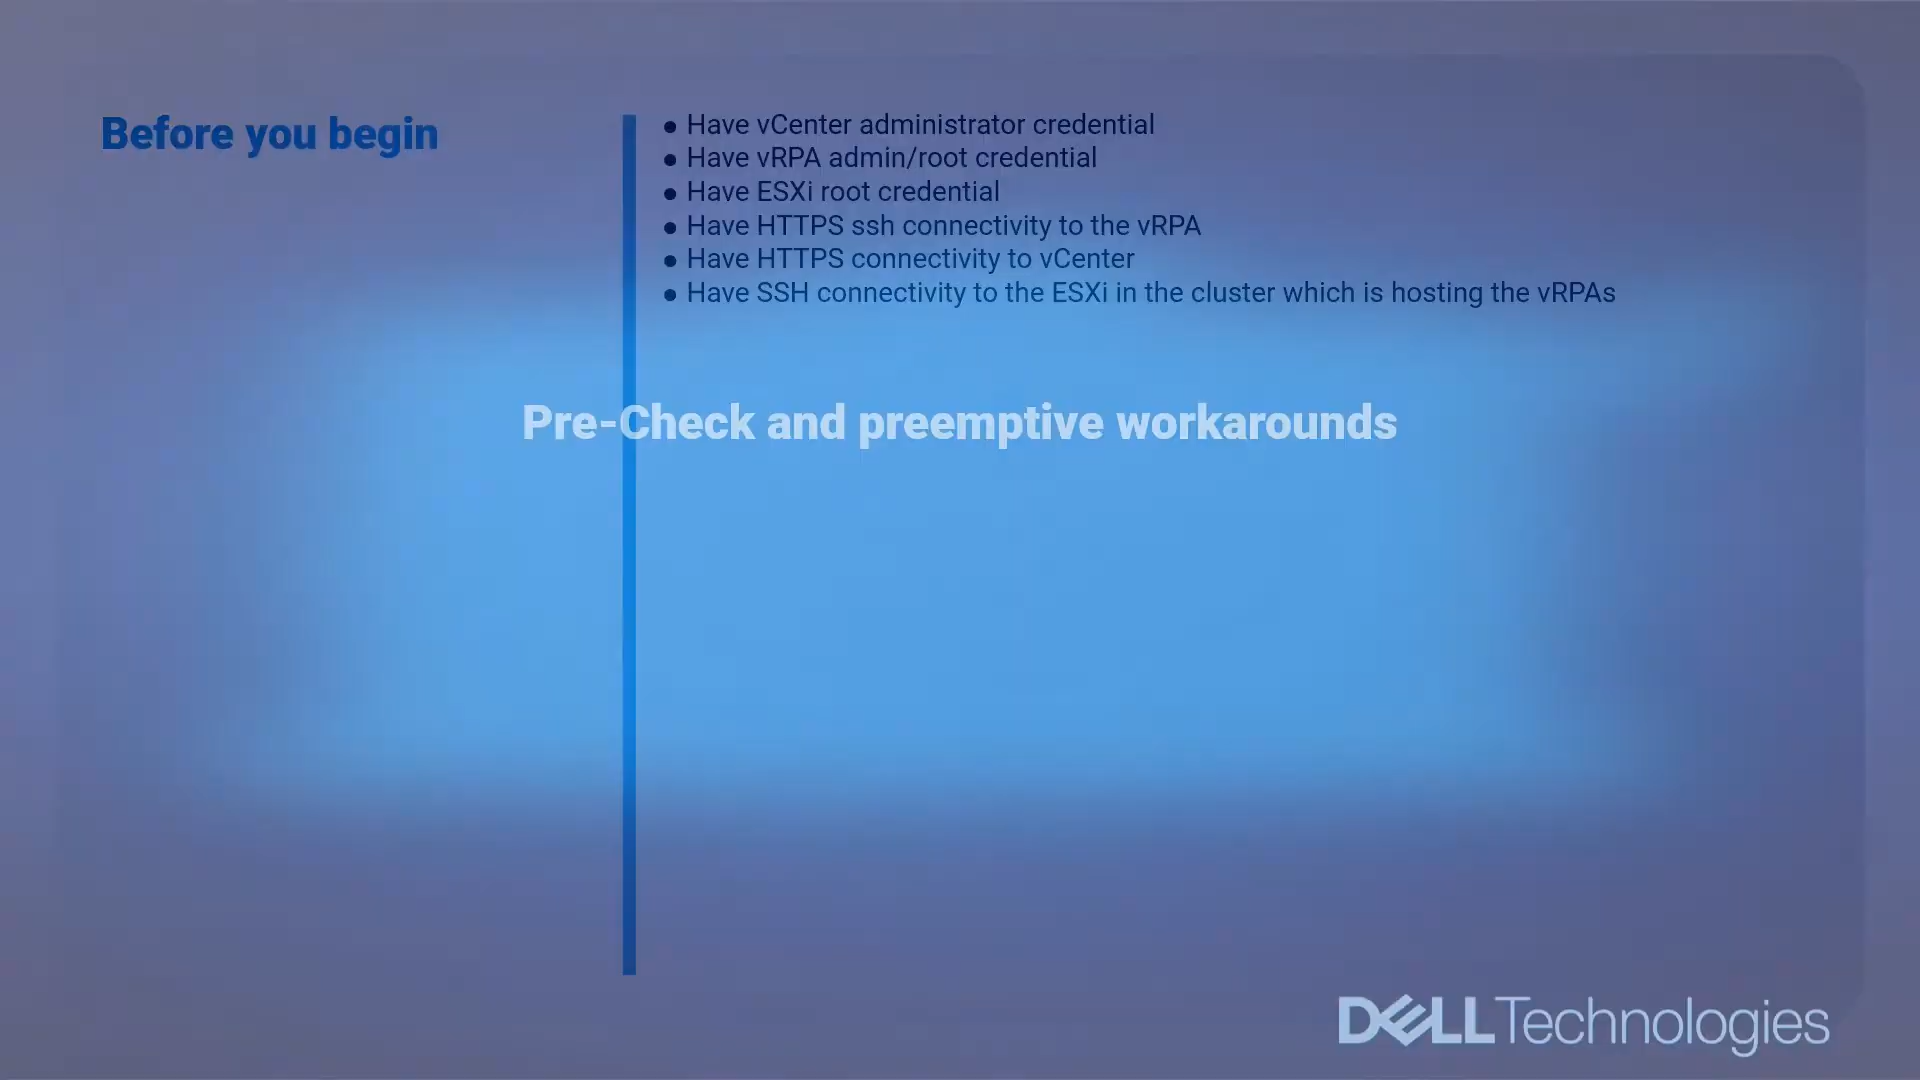 Before you begin
● Have vCenter administrator credential
● Have vRPA admin/root credential
● Have ESXi root credential
● Have HTTPS ssh connectivity to the vRPA
● Have HTTPS connectivity to vCenter
● Have SSH connectivity to the ESXi in the cluster which is hosting the vRPAs
Pre-Check and preemptive workarounds
DELL Technologies